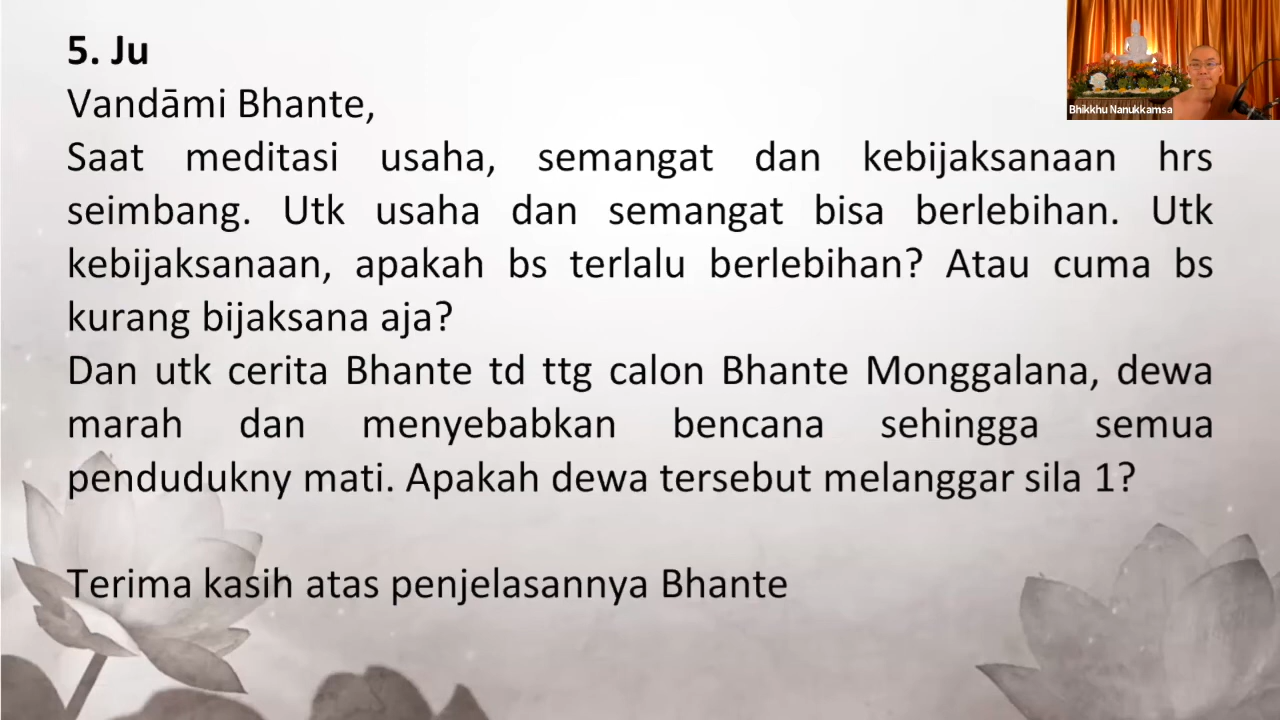 5. Ju
Vandāmi Bhante,
Saat meditasi usaha, semangat dan kebijaksanaan hrs
seimbang. Utk usaha dan semangat bisa berlebihan. Utk
kebijaksanaan, apakah bs terlalu berlebihan? Atau cuma bs
kurang bijaksana aja?
Dan utk cerita Bhante td ttg calon Bhante Monggalana, dewa
marah dan menyebabkan bencana sehingga semua
pendudukny mati. Apakah dewa tersebut melanggar sila 1?
Terima kasih atas penjelasannya Bhante
Bhikkhu Nanukkamsa